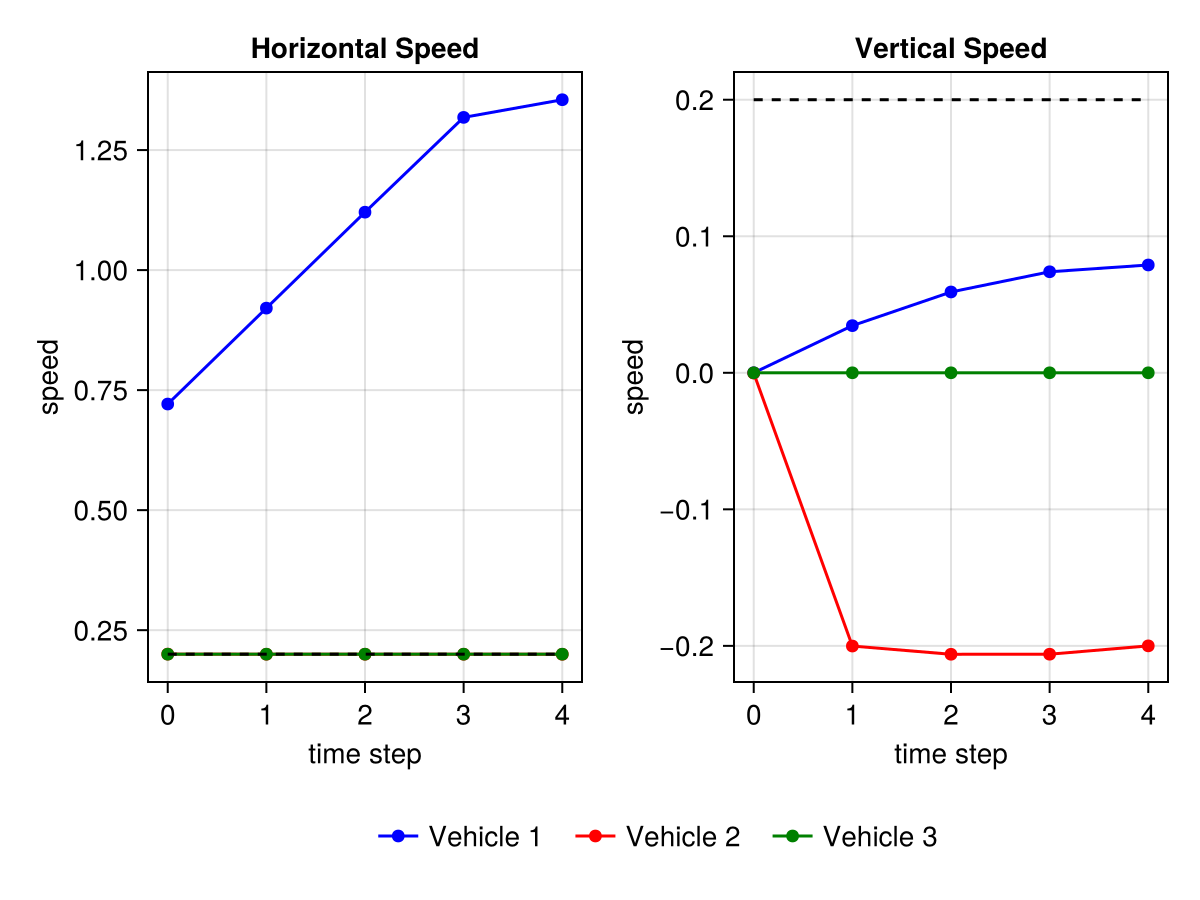 Horizontal Speed
Vertical Speed
1.25
1.00
0.75
0.50
0.25
speed
0 1 2 3 4
time step
0.2
0.1
0.0
−0.1
−0.2
speed
0 1 2 3 4
time step
Vehicle 1 Vehicle 2 Vehicle 3